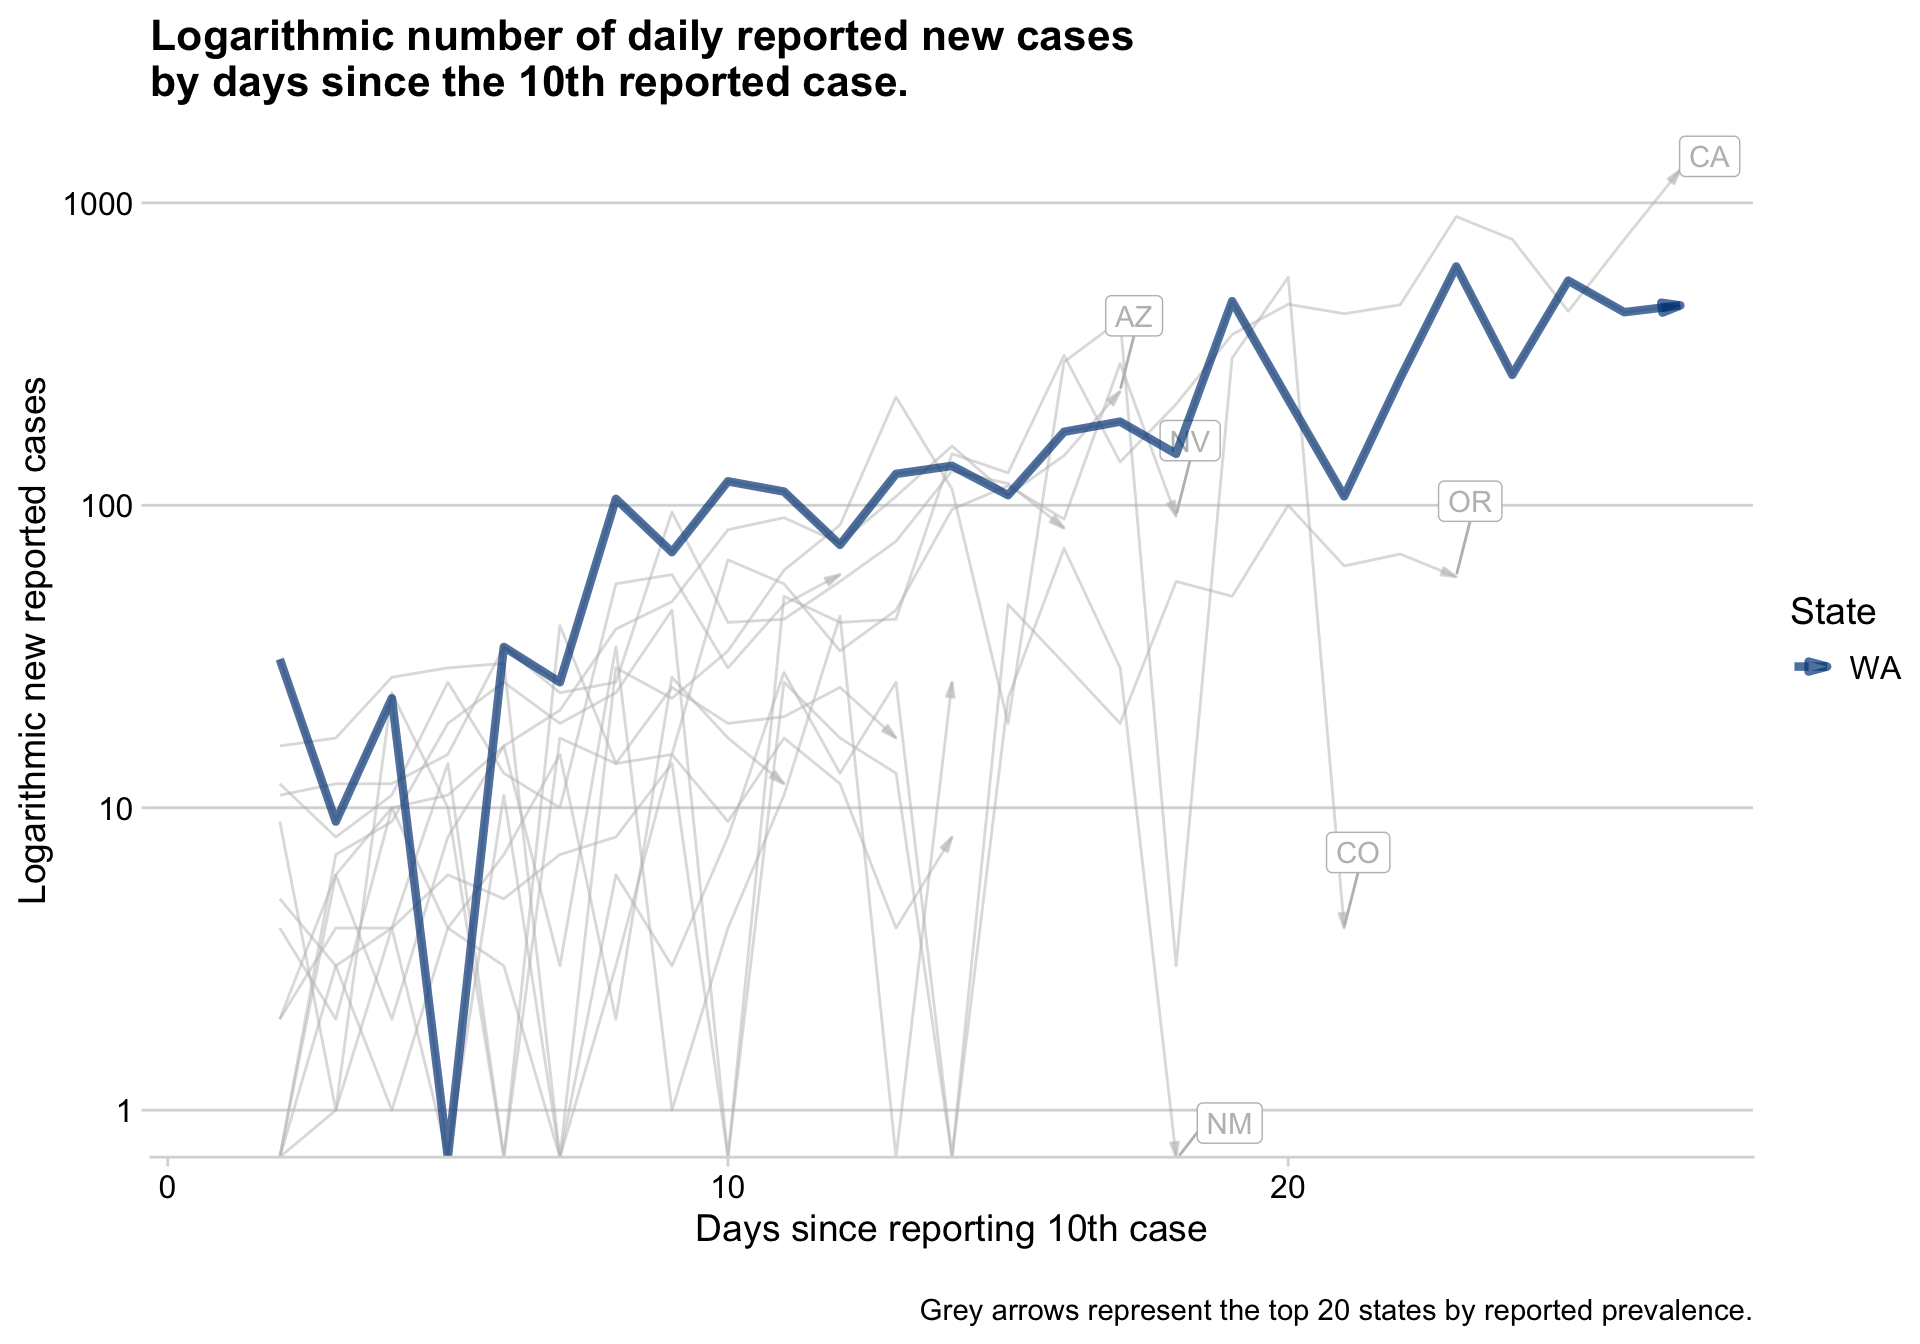 Logarithmic number of daily reported new cases
by days since the 10th reported case.
CA
1000
AZ
NV
100
OR
Logarithmic new reported cases
State
WA
10
CO
1
NM
0
10
20
Days since reporting 10th case
Grey arrows represent the top 20 states by reported prevalence.